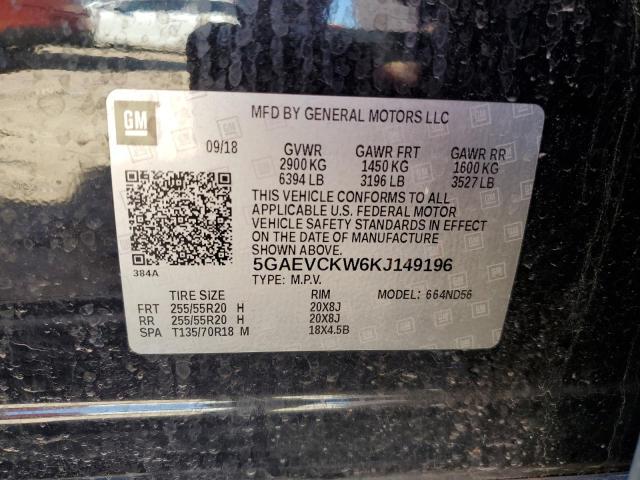 GM
MFD BY GENERAL MOTORS LLC
09/18 GVWR GAWR FRT GAWR RR
2900 KG 1450 KG 1600 KG
6394 LB 3196 LB 3527 LB
THIS VEHICLE CONFORMS TO ALL
APPLICABLE U.S. FEDERAL MOTOR
VEHICLE SAFETY STANDARDS IN EFFECT
ON THE DATE OF MANUFACTURE
SHOWN ABOVE.
384A
5GAEVCKW6KJ149196
TYPE: M.P.V.
TIRE SIZE RIM MODEL: 664ND56
FRT 255/55R20 H 20X8J
RR 255/55R20 H 20X8J
SPA T135/70R18 M 18X4.5B